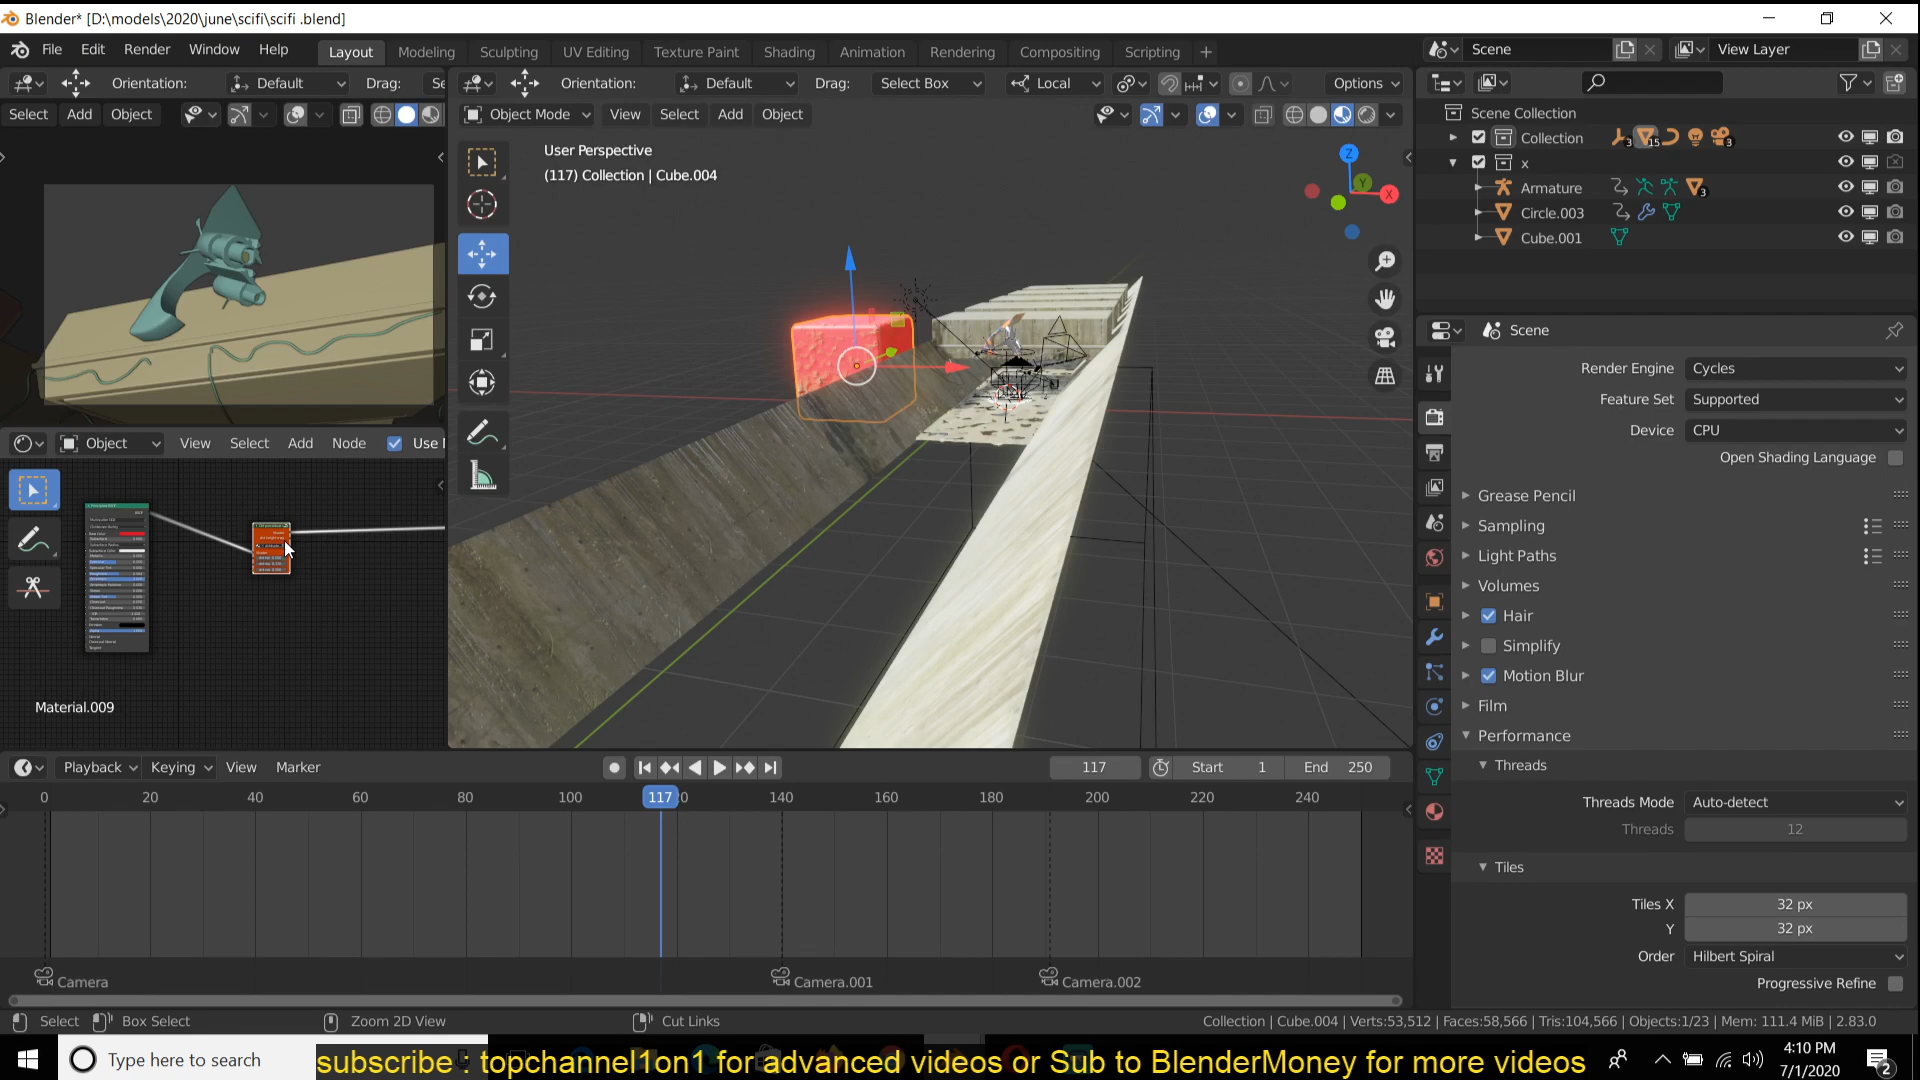 Blender* [D:\models\2020\june\scifi\scifi .blend]
File Edit Render Window Help Layout Modeling Sculpting UV Editing Texture Paint Shading Animation Rendering Compositing Scripting + Scene View Layer
Orientation: Default Drag: Se Orientation: Default Drag: Select Box Local Options
Select Add Object Object Mode View Select Add Object
Scene Collection
Collection 3 15 3
x
Armature 3
Circle.003
Cube.001
User Perspective
(117) Collection | Cube.004
Z
Y
X
Scene
Render Engine Cycles
Feature Set Supported
Device CPU
Open Shading Language
Grease Pencil
Sampling
Light Paths
Volumes
Hair
Simplify
Motion Blur
Film
Performance
Threads
Threads Mode Auto-detect
Threads 12
Tiles
Tiles X 32 px
Y 32 px
Order Hilbert Spiral
Progressive Refine
Object View Select Add Node Use
Material.009
Playback Keying View Marker 117 Start 1 End 250
0 20 40 60 80 100 117 0 140 160 180 200 220 240
Camera Camera.001 Camera.002
Select Box Select Zoom 2D View Cut Links Collection | Cube.004 | Verts:53,512 | Faces:58,566 | Tris:104,566 | Objects:1/23 | Mem: 111.4 MiB | 2.83.0
Type here to search
subscribe : topchannel1on1 for advanced videos or Sub to BlenderMoney for more videos
4:10 PM
7/1/2020
2